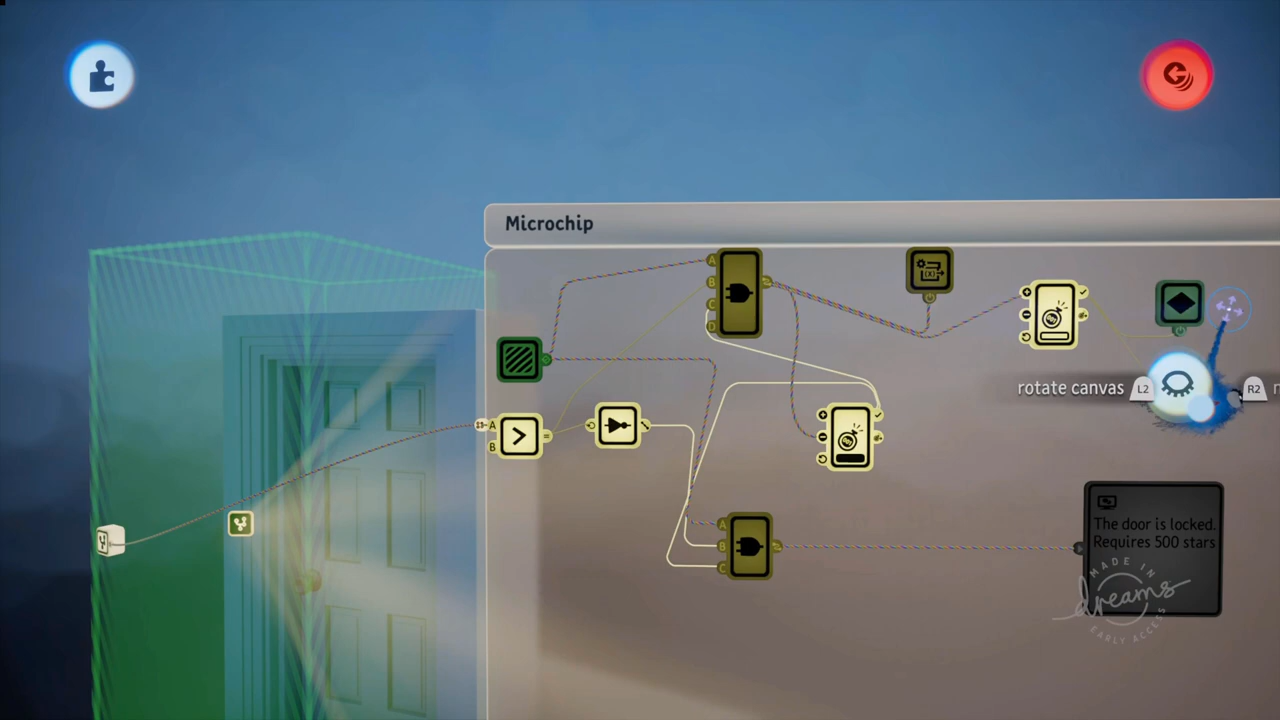 Microchip
A
B
C
D
A
B
rotate canvas L2
R2
A
B
C
The door is locked.
Requires 500 stars
MADE IN
dreams
EARLY ACCESS